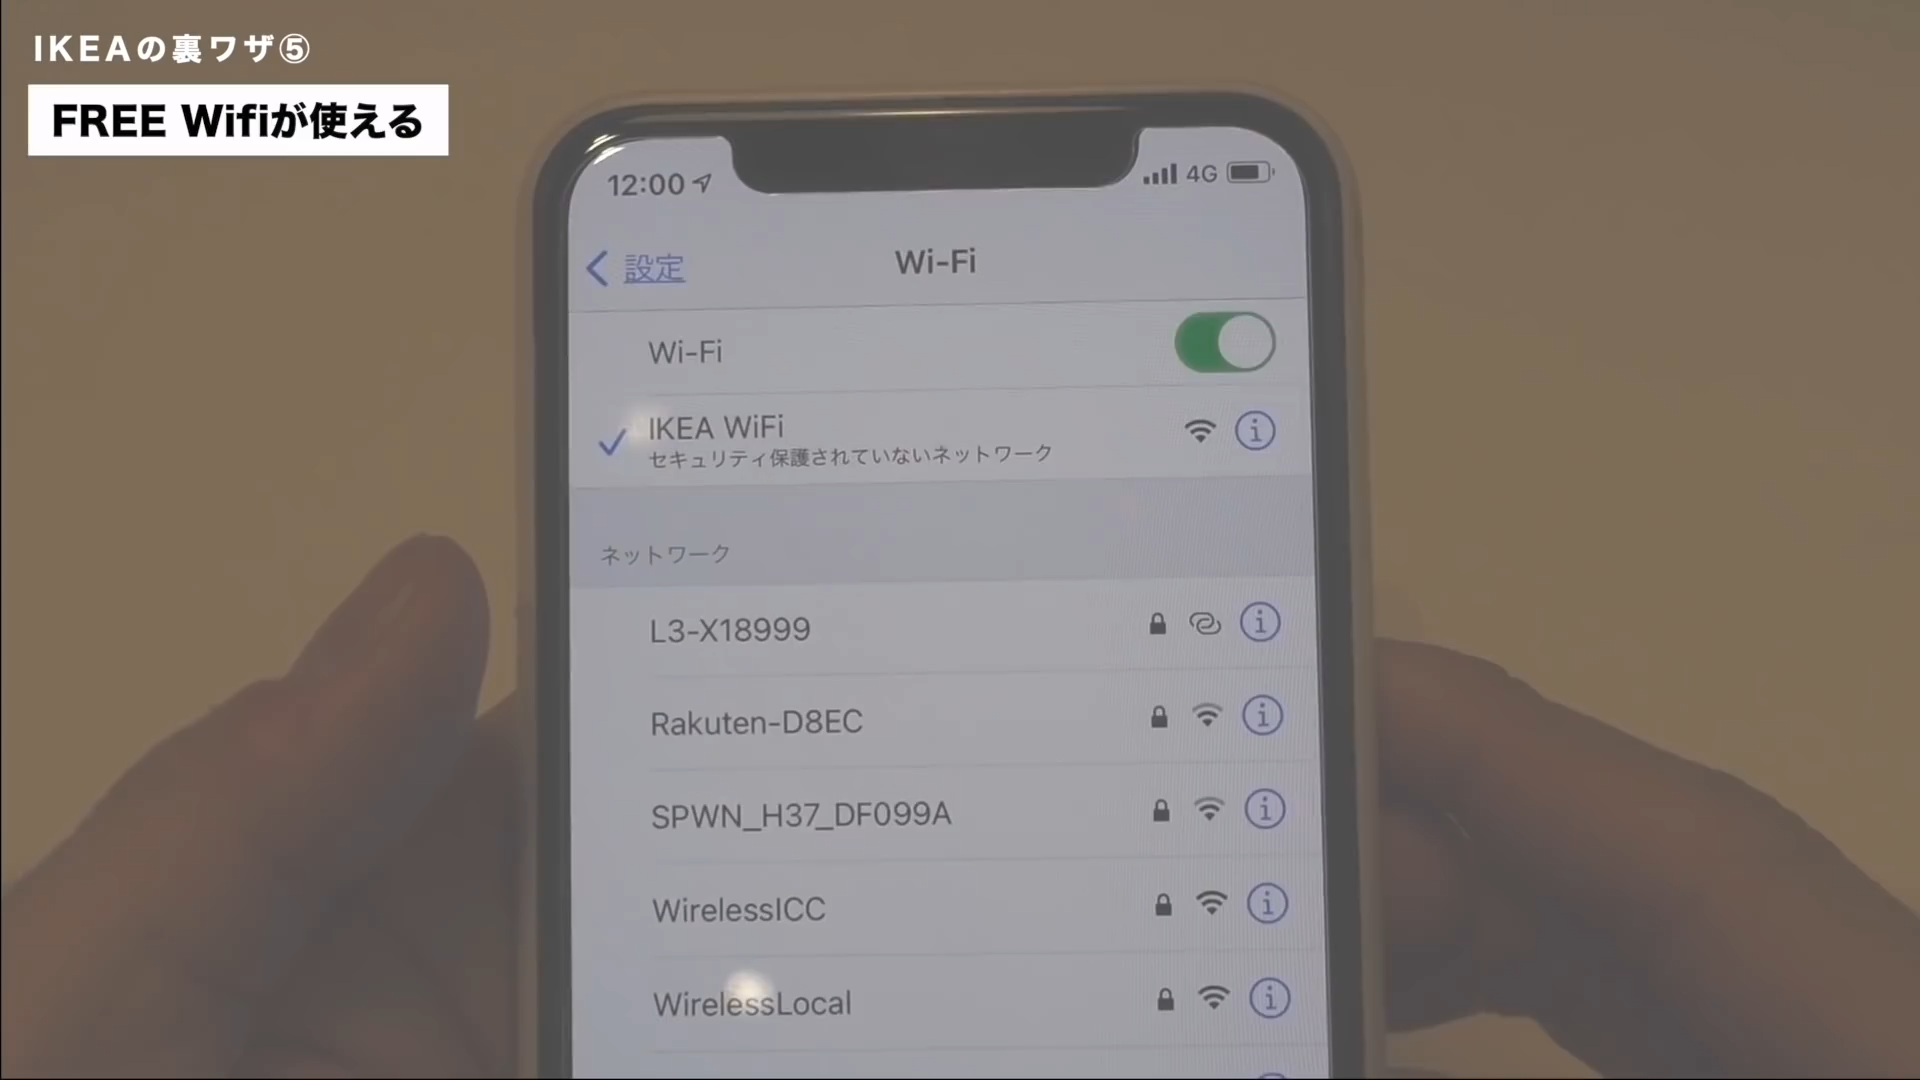 IKEAの裏ワザ⑤
FREE Wifiが使える
12:00
4G
設定
Wi-Fi
Wi-Fi
IKEA WiFi
セキュリティ保護されていないネットワーク
ネットワーク
L3-X18999
Rakuten-D8EC
SPWN_H37_DF099A
WirelessICC
WirelessLocal